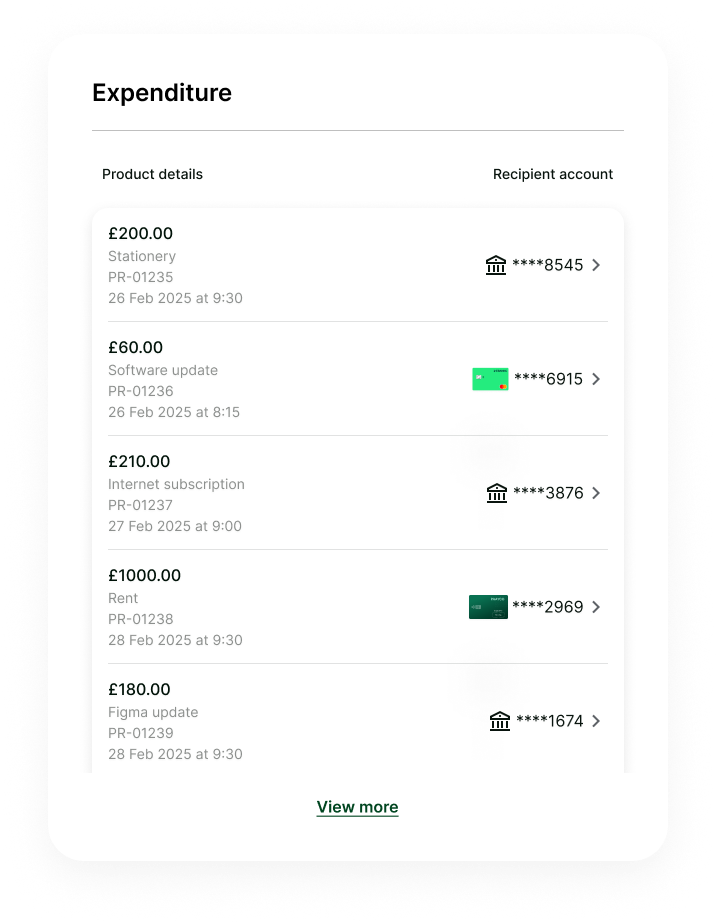 Expenditure
Product details
Recipient account
£200.00
Stationery
PR-01235
26 Feb 2025 at 9:30
****8545
£60.00
Software update
PR-01236
26 Feb 2025 at 8:15
****6915
£210.00
Internet subscription
PR-01237
27 Feb 2025 at 9:00
****3876
£1000.00
Rent
PR-01238
28 Feb 2025 at 9:30
****2969
£180.00
Figma update
PR-01239
28 Feb 2025 at 9:30
****1674
View more